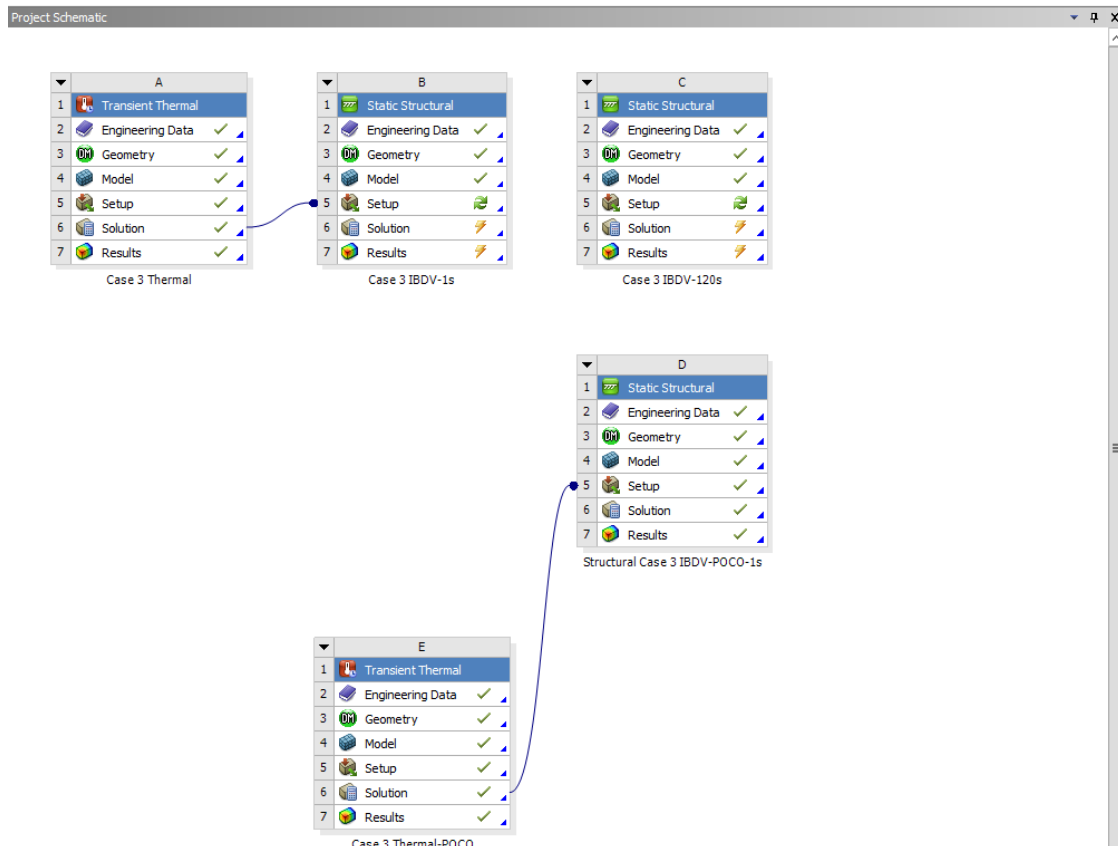 Project Schematic
A
1 Transient Thermal
2 Engineering Data
3 DM Geometry
4 Model
5 Setup
6 Solution
7 Results
Case 3 Thermal
B
1 Static Structural
2 Engineering Data
3 DM Geometry
4 Model
5 Setup
6 Solution
7 Results
Case 3 IBDV-1s
C
1 Static Structural
2 Engineering Data
3 DM Geometry
4 Model
5 Setup
6 Solution
7 Results
Case 3 IBDV-120s
D
1 Static Structural
2 Engineering Data
3 DM Geometry
4 Model
5 Setup
6 Solution
7 Results
Structural Case 3 IBDV-POCO-1s
E
1 Transient Thermal
2 Engineering Data
3 DM Geometry
4 Model
5 Setup
6 Solution
7 Results
Case 3 Thermal-POCO